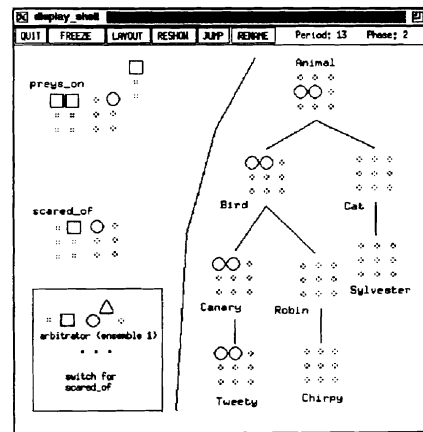 display_shell
QUIT FREEZE LAYOUT RESHOW JUMP RENAME Period: 13 Phase: 2
Animal
preys_on
Bird Cat
scared_of
Canary Robin Sylvester
arbitrator (ensemble 1)
switch for
scared_of
Tweety Chirpy